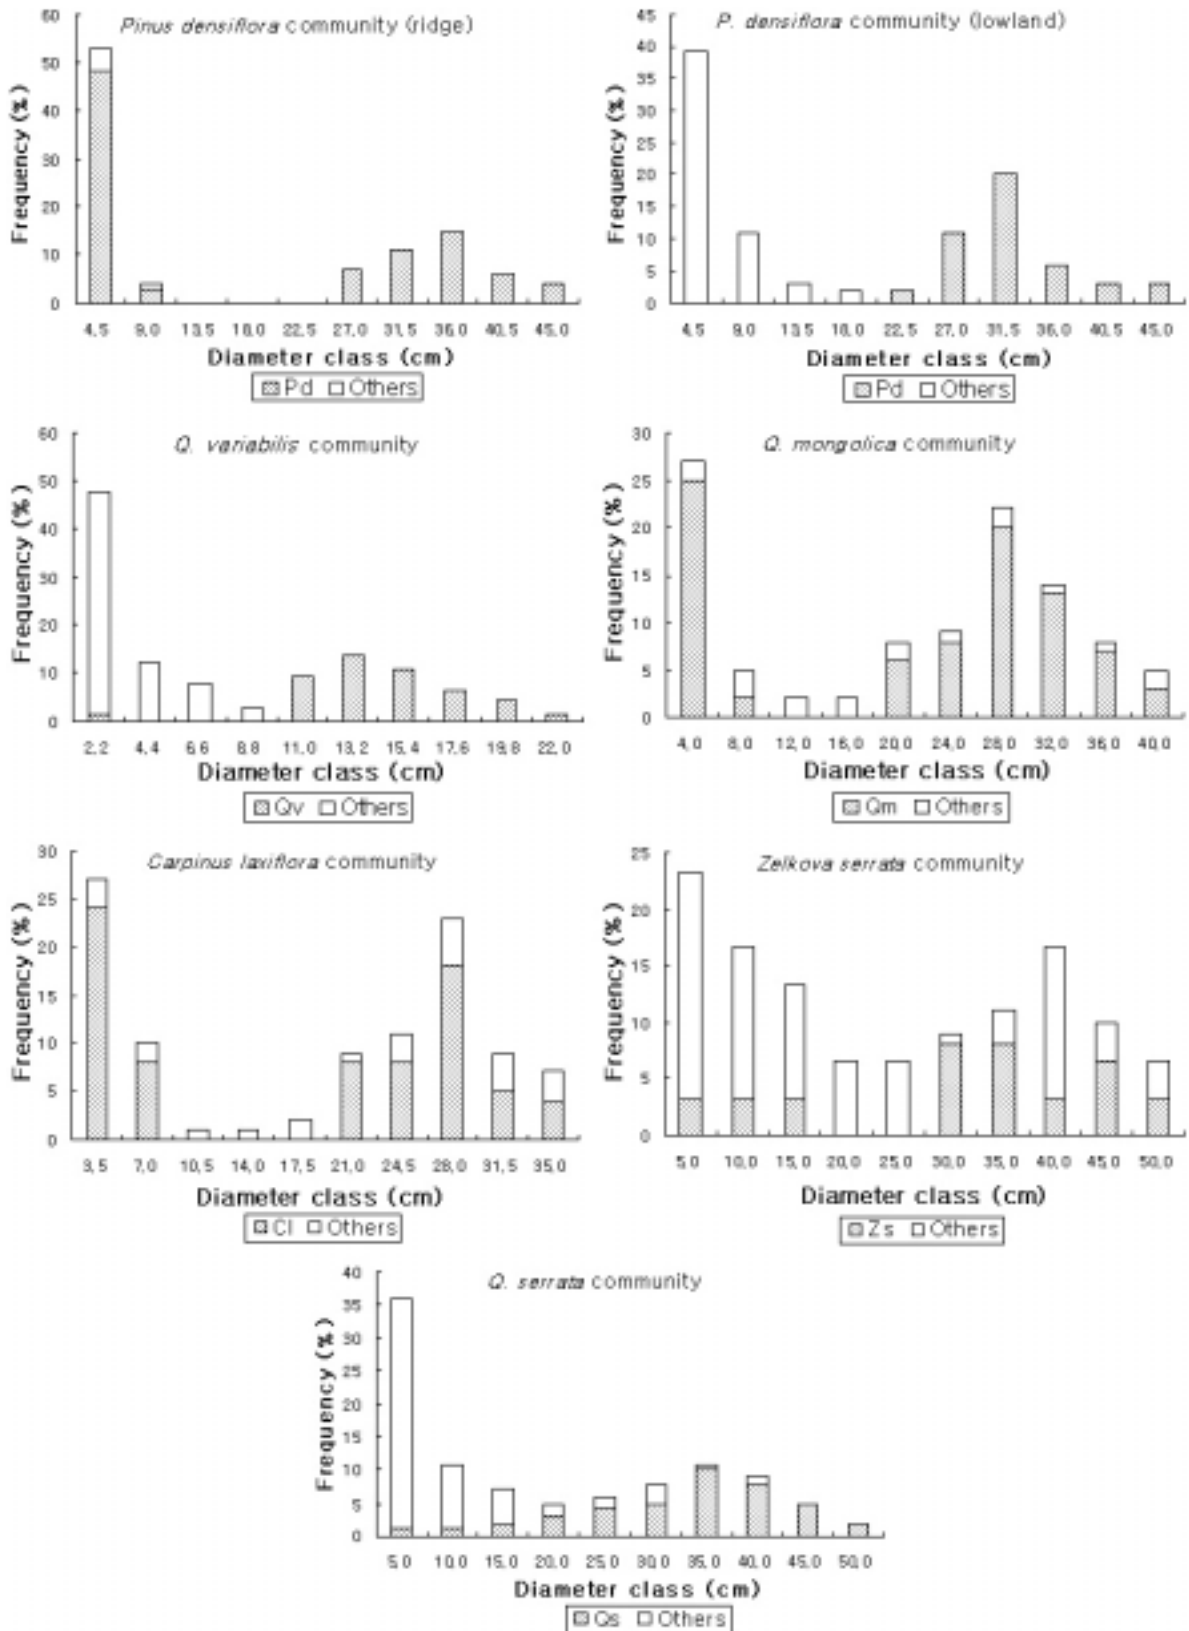 Pinus densiflora community (ridge)
Frequency (%)
60
50
40
30
20
10
0
4,5 9,0 13,5 18,0 22,5 27,0 31,5 36,0 40,5 45,0
Diameter class (cm)
Pd Others
P. densiflora community (lowland)
Frequency (%)
45
40
35
30
25
20
15
10
5
0
4,5 9,0 13,5 18,0 22,5 27,0 31,5 36,0 40,5 45,0
Diameter class (cm)
Pd Others
Q. variabilis community
Frequency (%)
60
50
40
30
20
10
0
2,2 4,4 6,6 8,8 11,0 13,2 15,4 17,6 19,8 22,0
Diameter class (cm)
Qv Others
Q. mongolica community
Frequency (%)
30
25
20
15
10
5
0
4,0 8,0 12,0 16,0 20,0 24,0 28,0 32,0 36,0 40,0
Diameter class (cm)
Qm Others
Carpinus laxiflora community
Frequency (%)
30
25
20
15
10
5
0
3,5 7,0 10,5 14,0 17,5 21,0 24,5 28,0 31,5 35,0
Diameter class (cm)
Cl Others
Zelkova serrata community
Frequency (%)
25
20
15
10
5
0
5,0 10,0 15,0 20,0 25,0 30,0 35,0 40,0 45,0 50,0
Diameter class (cm)
Zs Others
Q. serrata community
Frequency (%)
40
35
30
25
20
15
10
5
0
5,0 10,0 15,0 20,0 25,0 30,0 35,0 40,0 45,0 50,0
Diameter class (cm)
Qs Others